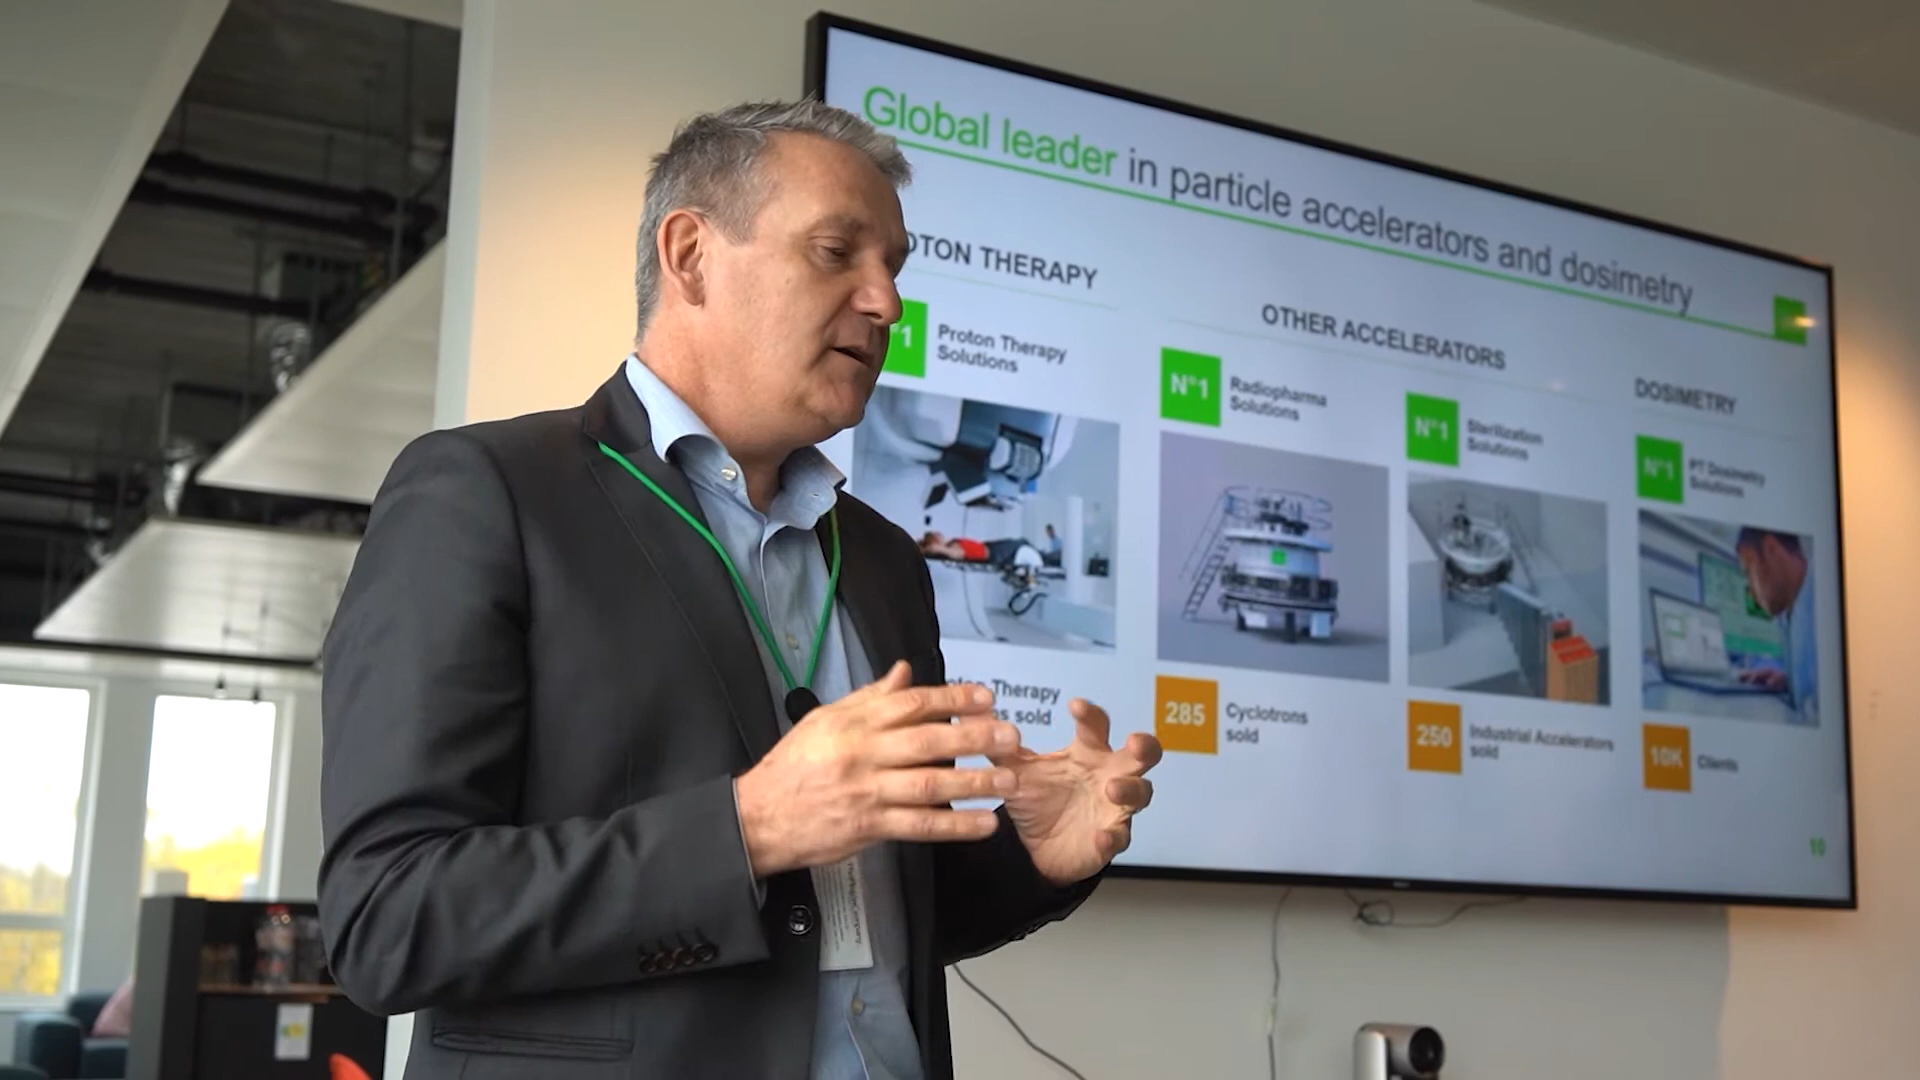 Global leader in particle accelerators and dosimetry
OTON THERAPY
OTHER ACCELERATORS
DOSIMETRY
°1
Proton Therapy
Solutions
N°1
Radiopharma
Solutions
N°1
Sterilization
Solutions
N°1
PT Dosimetry
Solutions
Therapy
sold
285
Cyclotrons
sold
250
Industrial Accelerators
sold
10K
Clients
10